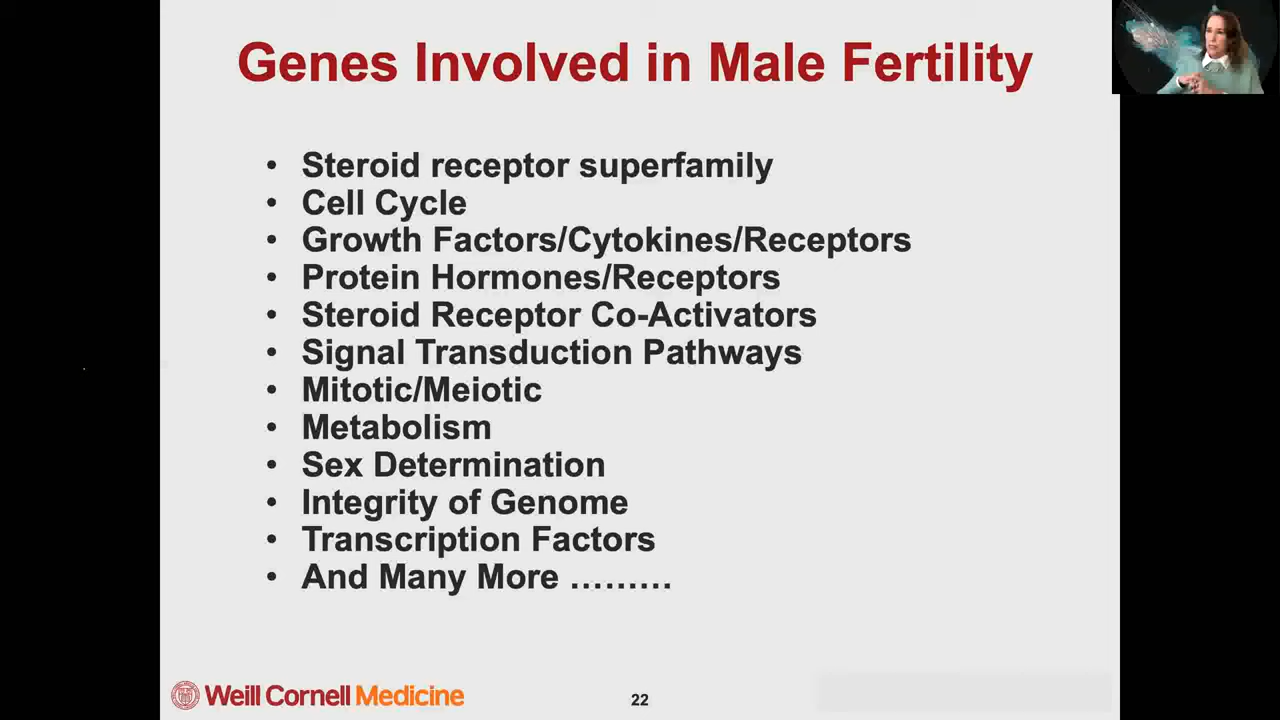 Genes Involved in Male Fertility
• Steroid receptor superfamily
• Cell Cycle
• Growth Factors/Cytokines/Receptors
• Protein Hormones/Receptors
• Steroid Receptor Co-Activators
• Signal Transduction Pathways
• Mitotic/Meiotic
• Metabolism
• Sex Determination
• Integrity of Genome
• Transcription Factors
• And Many More ………
Weill Cornell Medicine
22